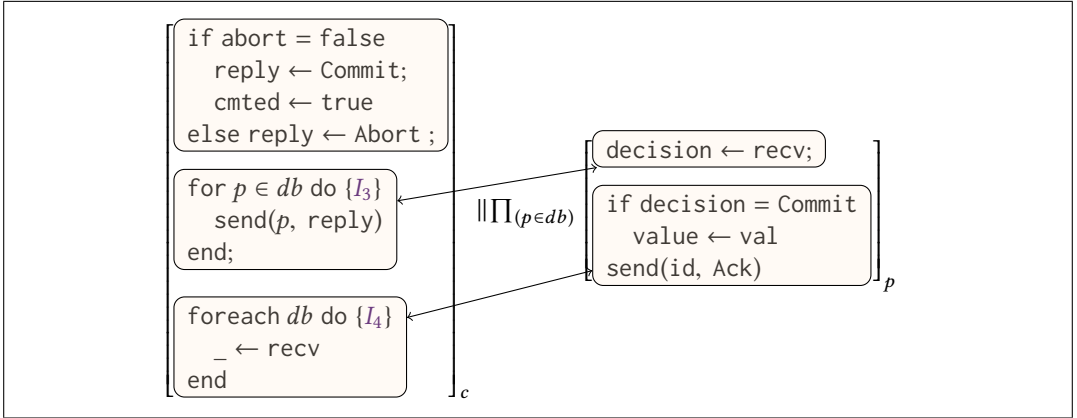 if abort = false
reply ← Commit;
cmted ← true
else reply ← Abort ;
for p ∈ db do {I₃}
send(p, reply)
end;
foreach db do {I₄}
_ ← recv
end
c
∥∏(p∈db)
decision ← recv;
if decision = Commit
value ← val
send(id, Ack)
p